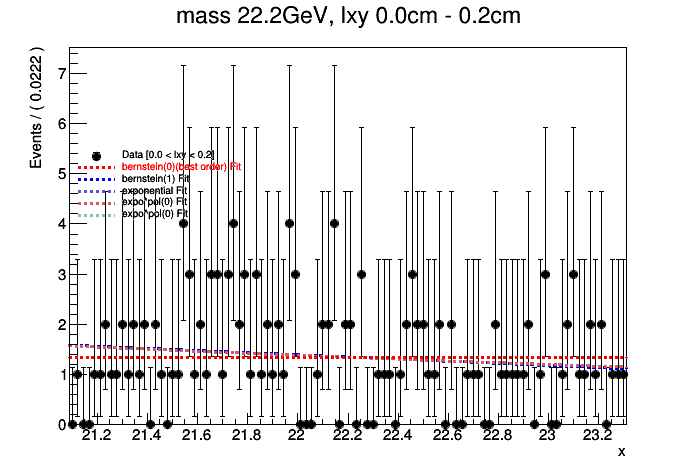 mass 22.2GeV, lxy 0.0cm - 0.2cm
Events / ( 0.0222 )
7
6
5
4
3
2
1
0
Data [0.0 < lxy < 0.2]
bernstein(0)(best order) Fit
bernstein(1) Fit
exponential Fit
expo*pol(0) Fit
expo*pol(0) Fit
21.2 21.4 21.6 21.8 22 22.2 22.4 22.6 22.8 23 23.2
x